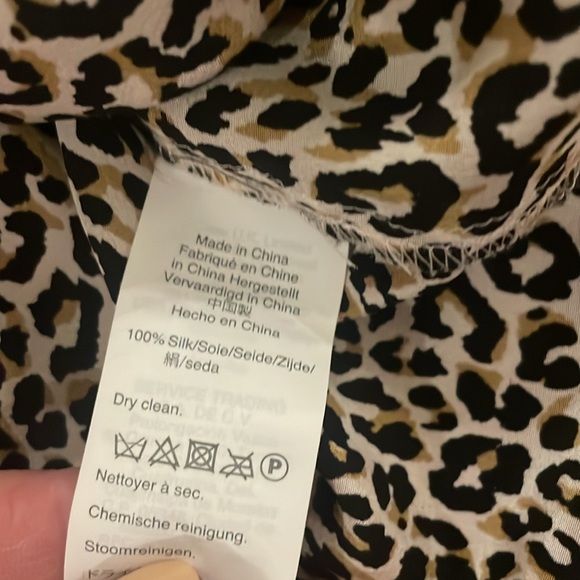 Made in China
Fabriqué en Chine
in China Hergestellt
Vervaardigd in China
中国製
Hecho en China
100% Silk/Soie/Seide/Zijde/
絹/seda
Dry clean.
P
Nettoyer à sec.
Chemische reinigung.
Stoomreinigen.